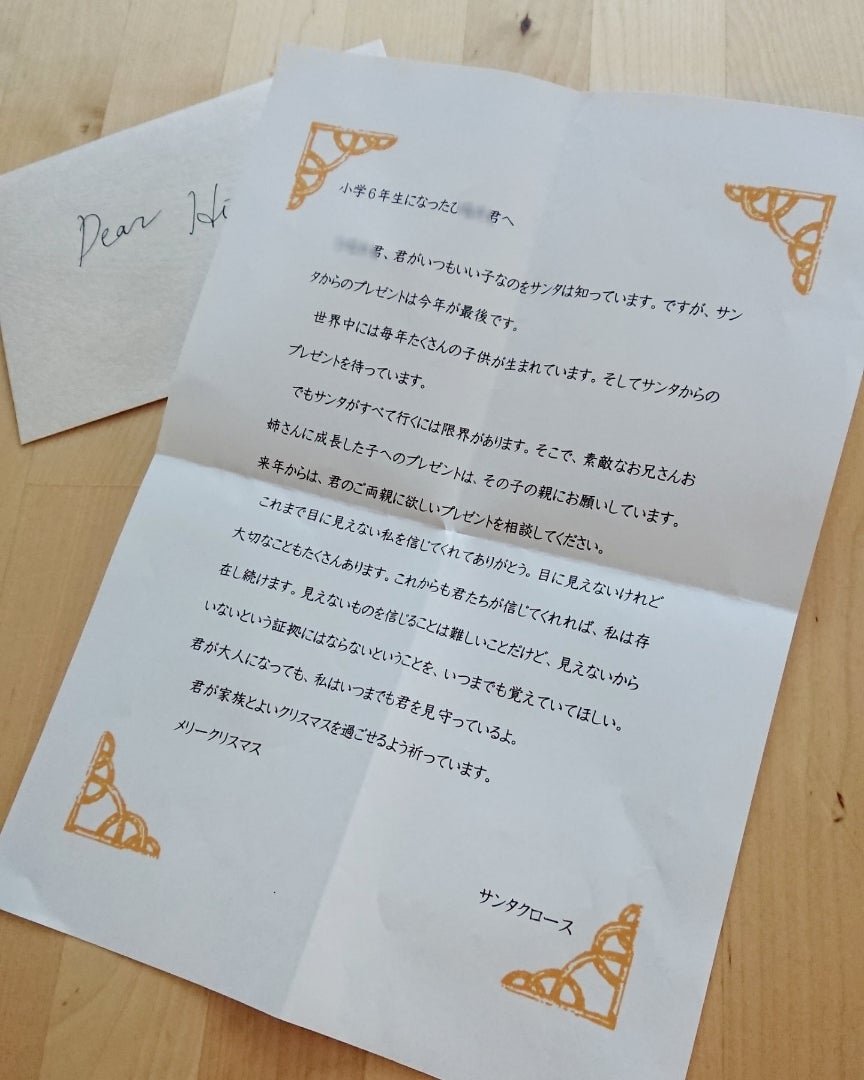 Dear Hi
小学6年生になったひ君へ
君、君がいつもいい子なのをサンタは知っています。ですが、サン
タからのプレゼントは今年が最後です。
世界中には毎年たくさんの子供が生まれています。そしてサンタからの
プレゼントを待っています。
でもサンタがすべて行くには限界があります。そこで、素敵なお兄さんお
姉さんに成長した子へのプレゼントは、その子の親にお願いしています。
来年からは、君のご両親に欲しいプレゼントを相談してください。
これまで目に見えない私を信じてくれてありがとう。目に見えないけれど
大切なこともたくさんあります。これからも君たちが信じてくれれば、私は存
在し続けます。見えないものを信じることは難しいことだけど、見えないから
いないという証拠にはならないということを、いつまでも覚えていてほしい。
君が大人になっても、私はいつまでも君を見守っているよ。
君が家族とよいクリスマスを過ごせるよう祈っています。
メリークリスマス
サンタクロース